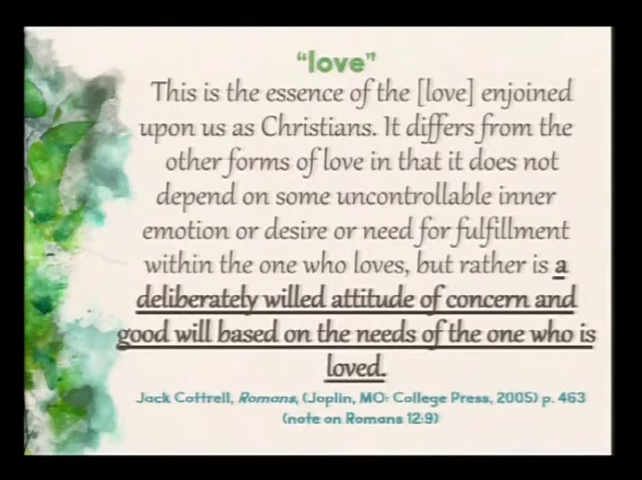 “love”
This is the essence of the [love] enjoined
upon us as Christians. It differs from the
other forms of love in that it does not
depend on some uncontrollable inner
emotion or desire or need for fulfillment
within the one who loves, but rather is a
deliberately willed attitude of concern and
good will based on the needs of the one who is
loved.
Jack Cottrell, Romans, (Joplin, MO: College Press, 2005) p. 463
(note on Romans 12:9)